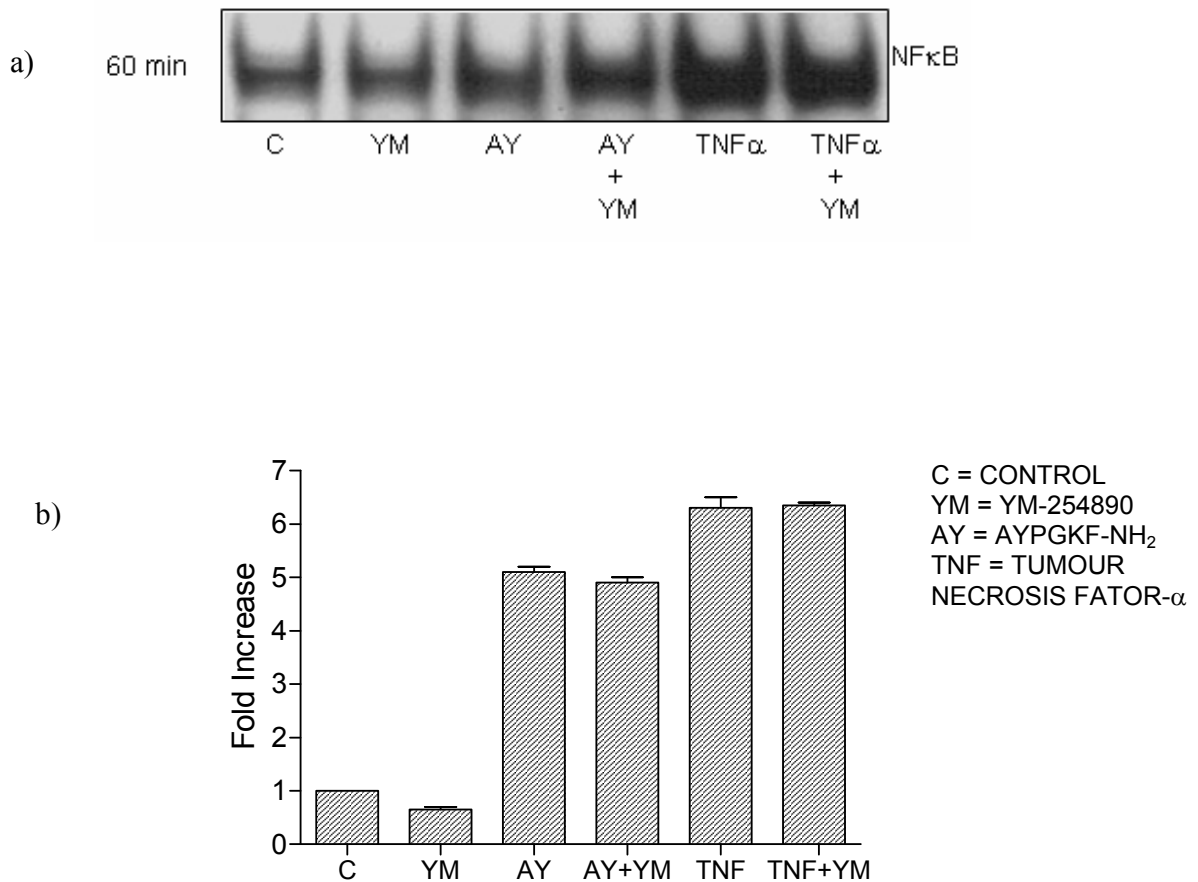 a)
60 min
NFκB
C YM AY AY + YM TNFα TNFα + YM
b)
Fold Increase
7
6
5
4
3
2
1
0
C YM AY AY+YM TNF TNF+YM
C = CONTROL
YM = YM-254890
AY = AYPGKF-NH₂
TNF = TUMOUR
NECROSIS FATOR-α